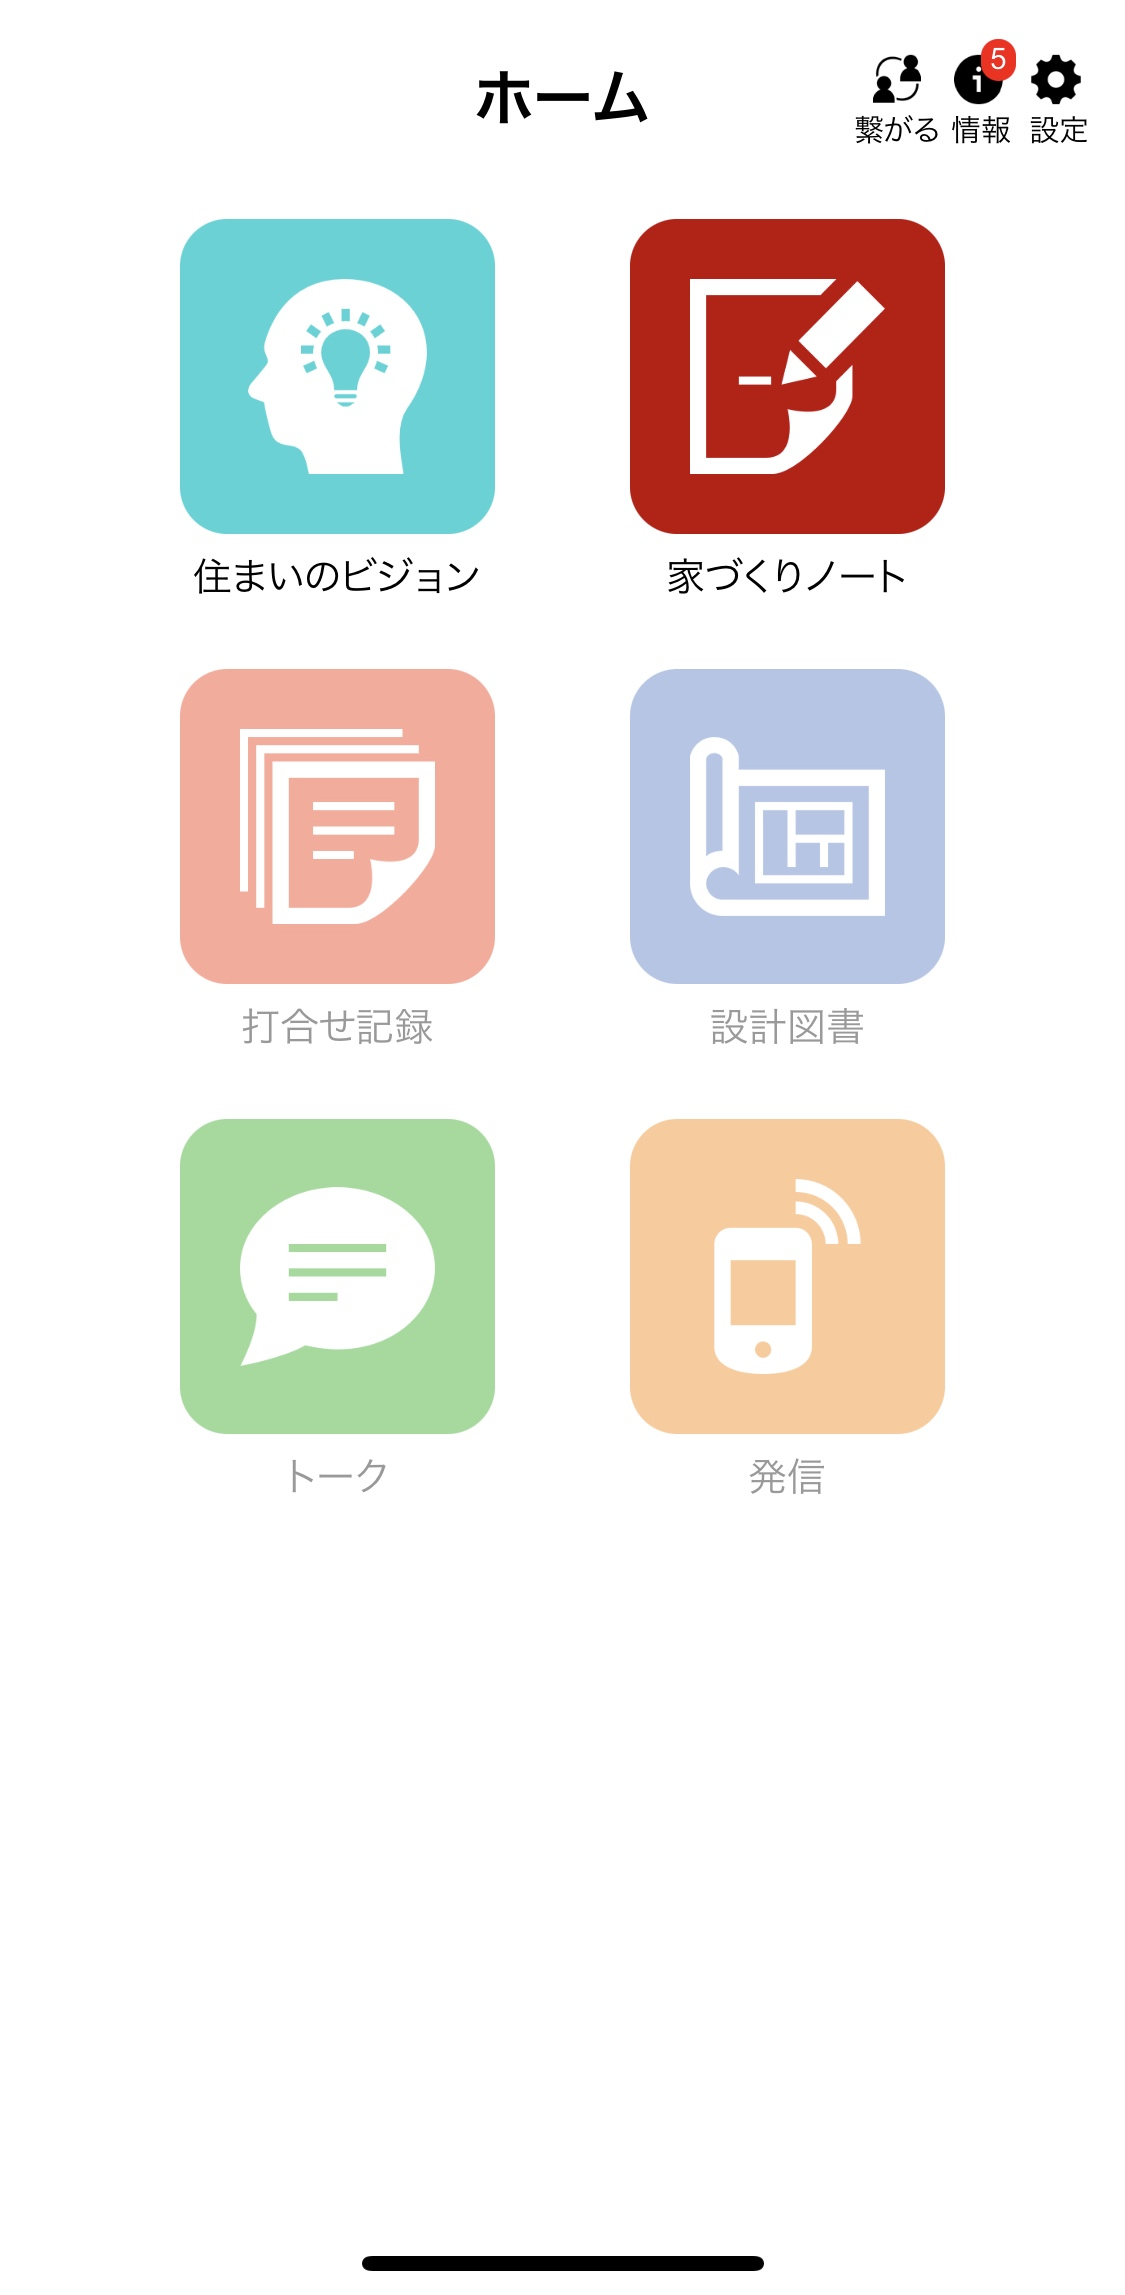 ホーム
5
繋がる 情報 設定
住まいのビジョン 家づくりノート
打合せ記録 設計図書
トーク 発信